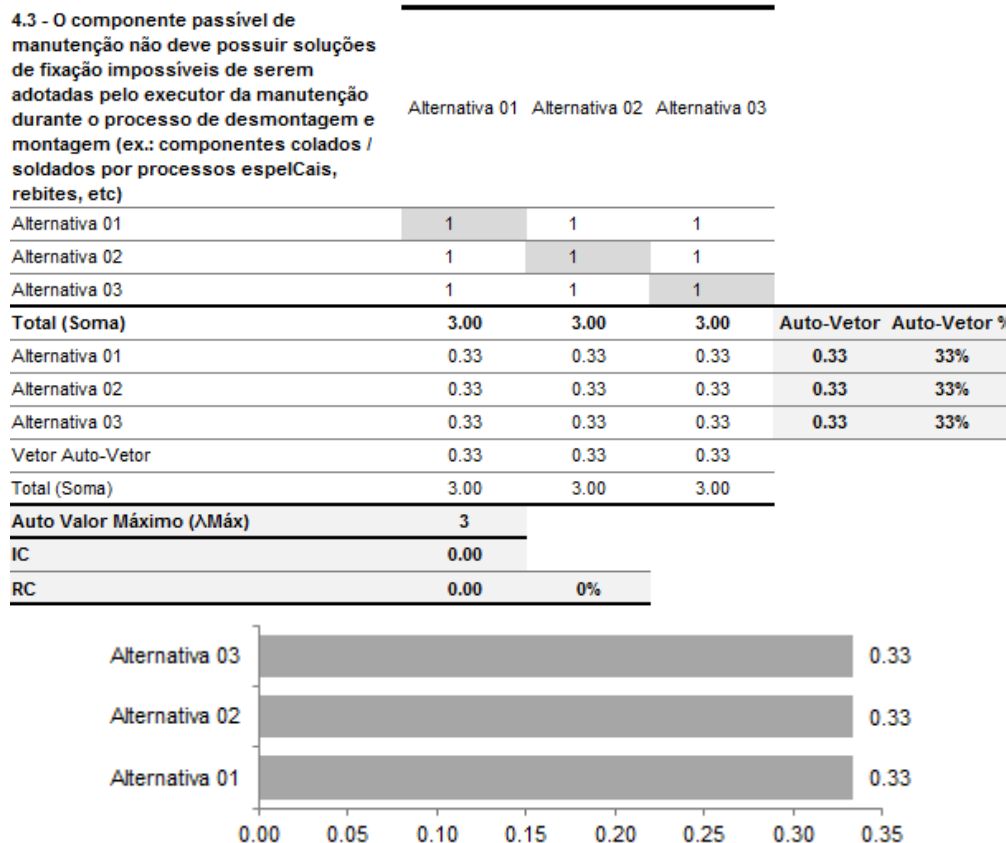 4.3 - O componente passível de
manutenção não deve possuir soluções
de fixação impossíveis de serem
adotadas pelo executor da manutenção
durante o processo de desmontagem e
montagem (ex.: componentes colados /
soldados por processos espelCais,
rebites, etc)
Alternativa 01 Alternativa 02 Alternativa 03
Alternativa 01 1 1 1
Alternativa 02 1 1 1
Alternativa 03 1 1 1
Total (Soma) 3.00 3.00 3.00 Auto-Vetor Auto-Vetor %
Alternativa 01 0.33 0.33 0.33 0.33 33%
Alternativa 02 0.33 0.33 0.33 0.33 33%
Alternativa 03 0.33 0.33 0.33 0.33 33%
Vetor Auto-Vetor 0.33 0.33 0.33
Total (Soma) 3.00 3.00 3.00
Auto Valor Máximo (λMáx) 3
IC 0.00
RC 0.00 0%
Alternativa 03 0.33
Alternativa 02 0.33
Alternativa 01 0.33
0.00 0.05 0.10 0.15 0.20 0.25 0.30 0.35